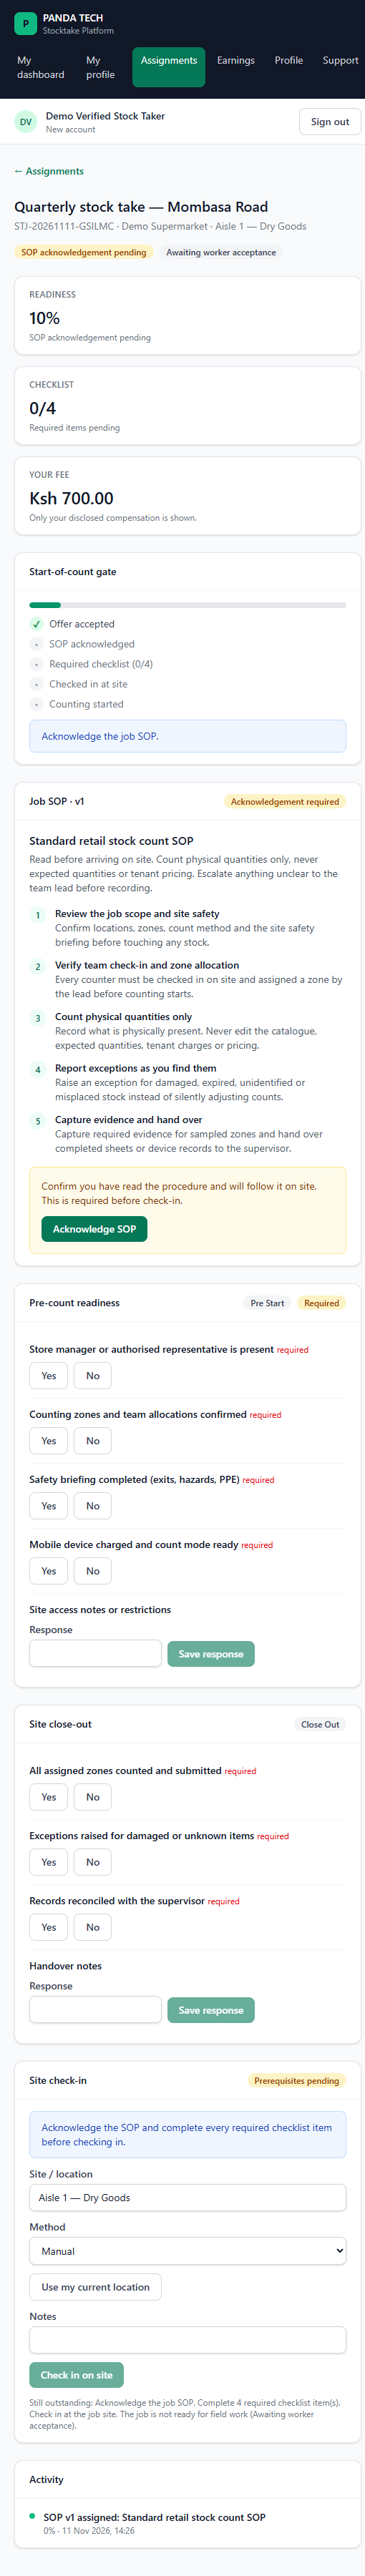 P
PANDA TECH
Stocktake Platform
My dashboard
My profile
Assignments
Earnings
Profile
Support
DV
Demo Verified Stock Taker
New account
Sign out
← Assignments
Quarterly stock take — Mombasa Road
STJ-20261111-GSILMC · Demo Supermarket · Aisle 1 — Dry Goods
SOP acknowledgement pending
Awaiting worker acceptance
READINESS
10%
SOP acknowledgement pending
CHECKLIST
0/4
Required items pending
YOUR FEE
Ksh 700.00
Only your disclosed compensation is shown.
Start-of-count gate
✓ Offer accepted
• SOP acknowledged
• Required checklist (0/4)
• Checked in at site
• Counting started
Acknowledge the job SOP.
Job SOP · v1
Acknowledgement required
Standard retail stock count SOP
Read before arriving on site. Count physical quantities only, never
expected quantities or tenant pricing. Escalate anything unclear to the
team lead before recording.
1 Review the job scope and site safety
Confirm locations, zones, count method and the site safety
briefing before touching any stock.
2 Verify team check-in and zone allocation
Every counter must be checked in on site and assigned a zone by
the lead before counting starts.
3 Count physical quantities only
Record what is physically present. Never edit the catalogue,
expected quantities, tenant charges or pricing.
4 Report exceptions as you find them
Raise an exception for damaged, expired, unidentified or
misplaced stock instead of silently adjusting counts.
5 Capture evidence and hand over
Capture required evidence for sampled zones and hand over
completed sheets or device records to the supervisor.
Confirm you have read the procedure and will follow it on site.
This is required before check-in.
Acknowledge SOP
Pre-count readiness
Pre Start
Required
Store manager or authorised representative is present required
Yes No
Counting zones and team allocations confirmed required
Yes No
Safety briefing completed (exits, hazards, PPE) required
Yes No
Mobile device charged and count mode ready required
Yes No
Site access notes or restrictions
Response
Save response
Site close-out
Close Out
All assigned zones counted and submitted required
Yes No
Exceptions raised for damaged or unknown items required
Yes No
Records reconciled with the supervisor required
Yes No
Handover notes
Response
Save response
Site check-in
Prerequisites pending
Acknowledge the SOP and complete every required checklist item
before checking in.
Site / location
Aisle 1 — Dry Goods
Method
Manual
Use my current location
Notes
Check in on site
Still outstanding: Acknowledge the job SOP. Complete 4 required checklist item(s).
Check in at the job site. The job is not ready for field work (Awaiting worker
acceptance).
Activity
SOP v1 assigned: Standard retail stock count SOP
0% · 11 Nov 2026, 14:26